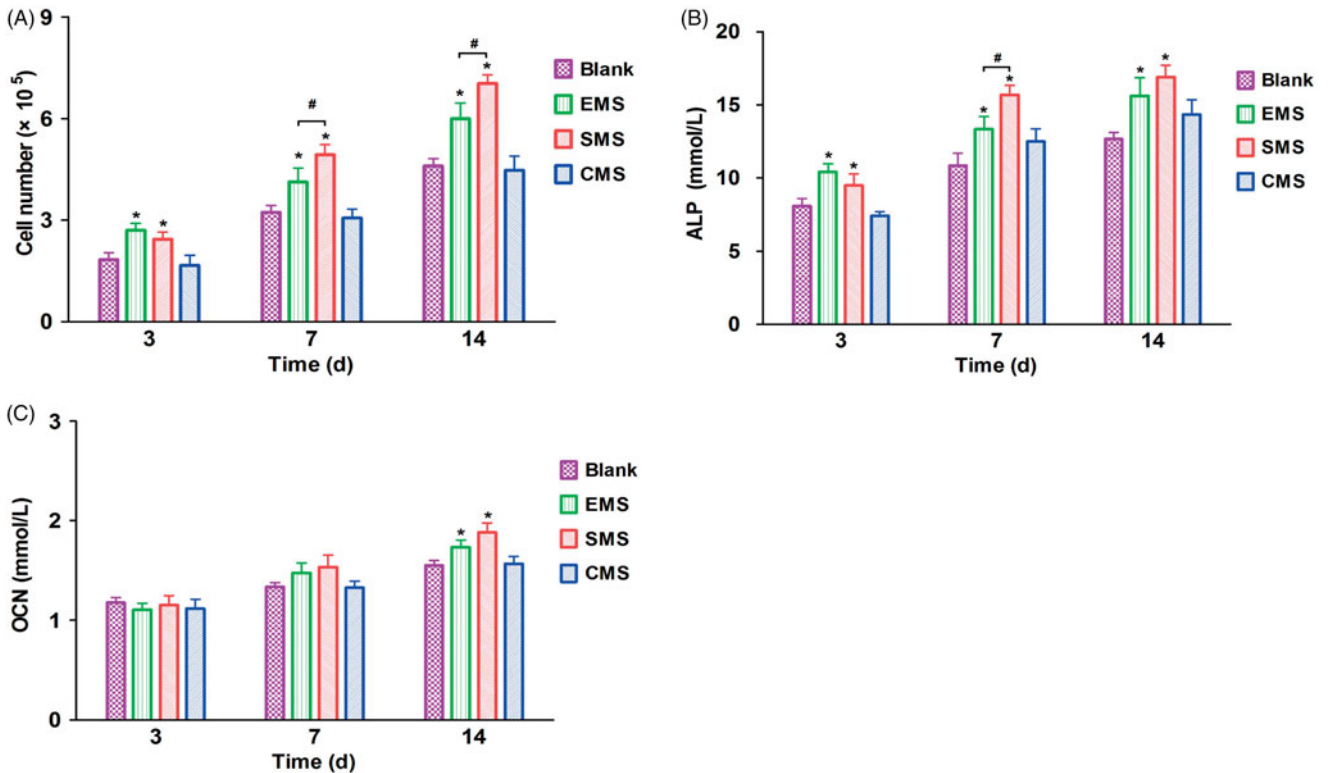 (A)
Cell number (× 10 5)
9
6
3
0
#
#
* * * * * *
3 7 14
Time (d)
Blank
EMS
SMS
CMS
(B)
ALP (mmol/L)
20
15
10
5
0
#
* * * * * *
3 7 14
Time (d)
Blank
EMS
SMS
CMS
(C)
OCN (mmol/L)
3
2
1
0
* *
3 7 14
Time (d)
Blank
EMS
SMS
CMS